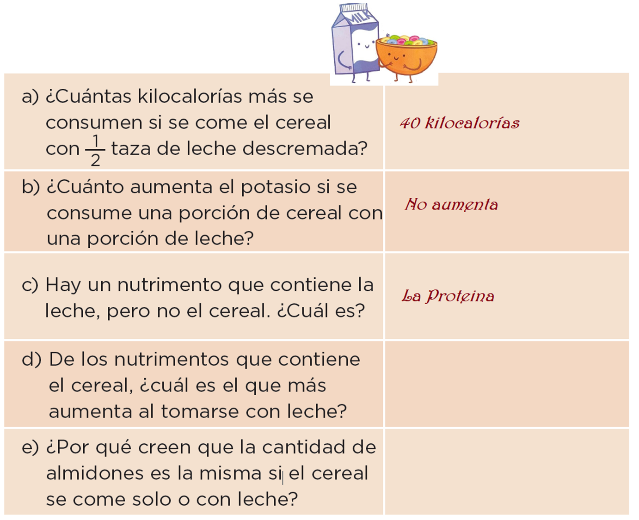 MILK
a) ¿Cuántas kilocalorías más se
consumen si se come el cereal
con 1/2 taza de leche descremada?
40 kilocalorías
b) ¿Cuánto aumenta el potasio si se
consume una porción de cereal con
una porción de leche?
No aumenta
c) Hay un nutrimento que contiene la
leche, pero no el cereal. ¿Cuál es?
La Proteina
d) De los nutrimentos que contiene
el cereal, ¿cuál es el que más
aumenta al tomarse con leche?
e) ¿Por qué creen que la cantidad de
almidones es la misma si el cereal
se come solo o con leche?